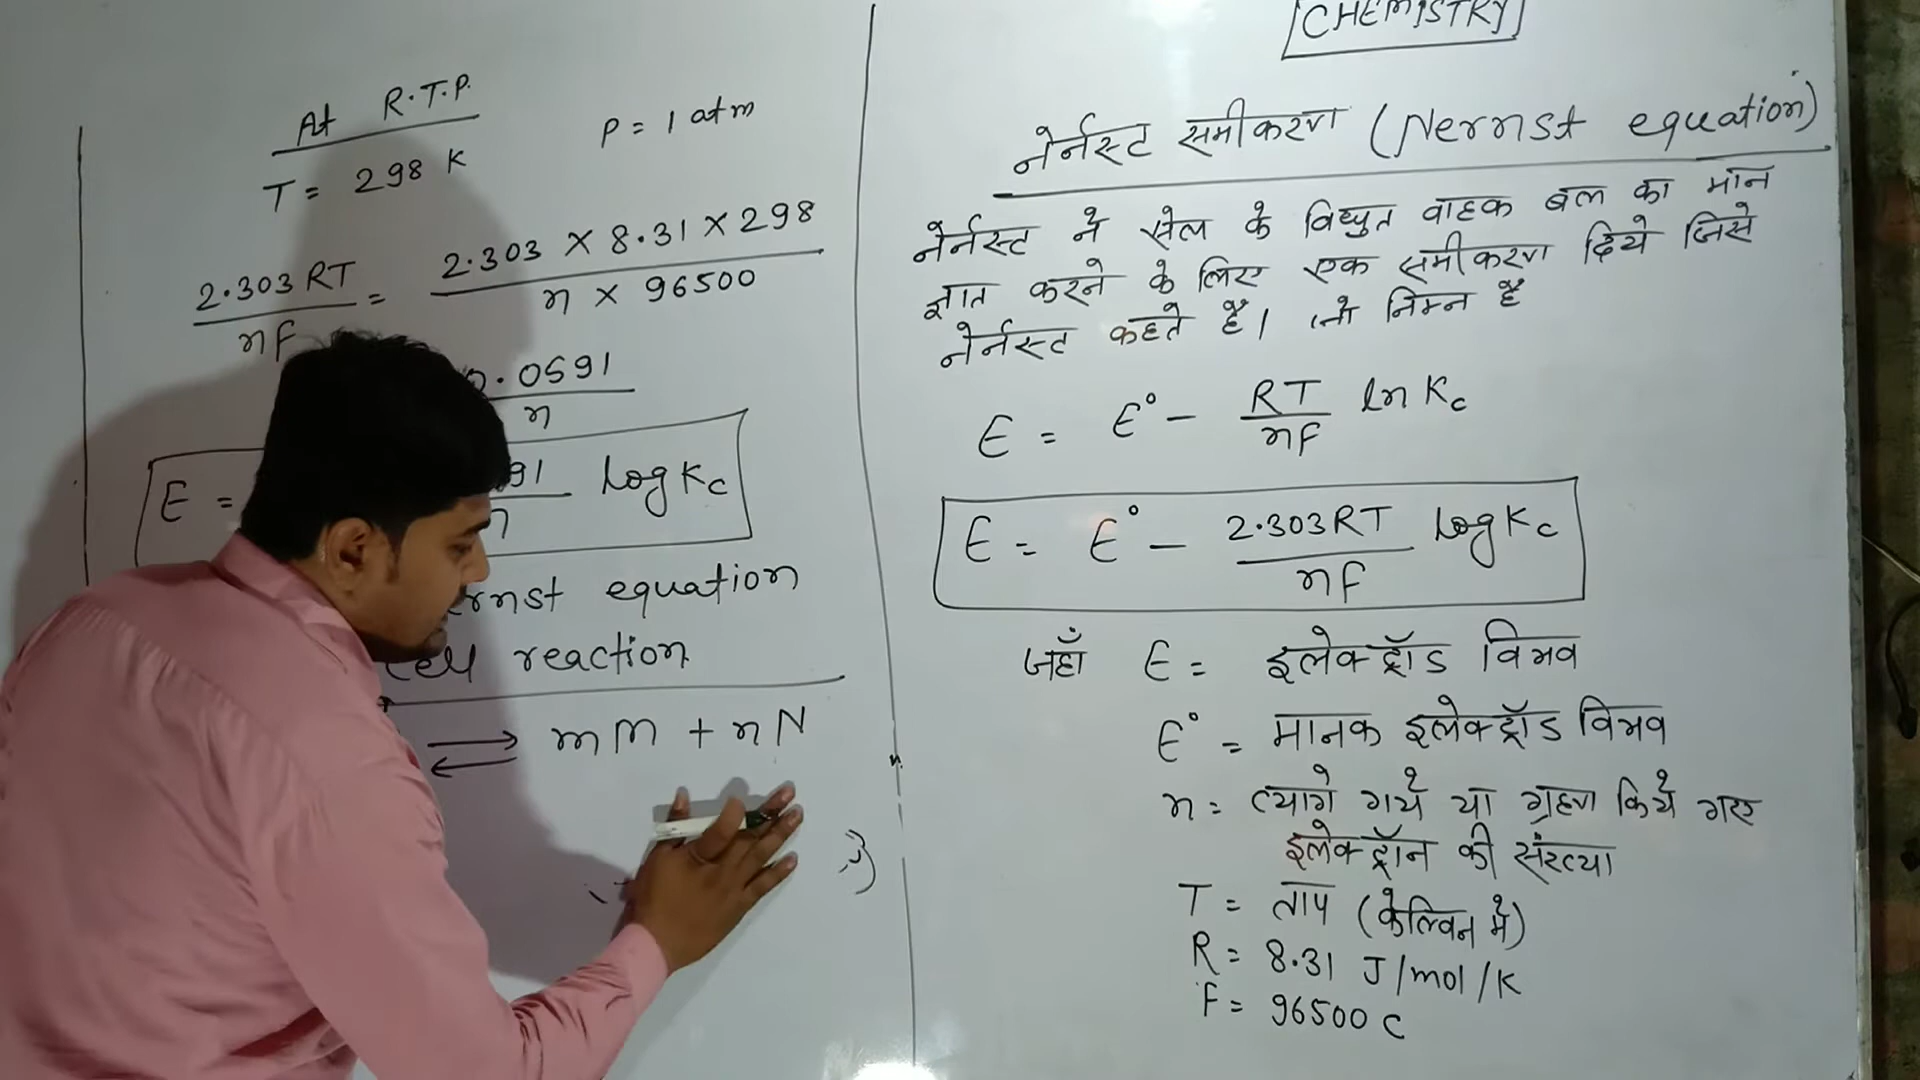 CHEMISTRY
At R.T.P.
T = 298 K P = 1 atm
2.303 RT / nF = 2.303 × 8.31 × 298 / n × 96500
0.0591 / n
E = 91 / n log Kc
ernst equation
cell reaction
⇌ mM + nN
नेर्नस्ट समीकरण (Nernst equation)
नेर्नस्ट ने सेल के विधुत वाहक बल का मान
ज्ञात करने के लिए एक समीकरण दिये जिसे
नेर्नस्ट कहते है। जो निम्न है
E = E° - RT / nF ln Kc
E = E° - 2.303RT / nF log Kc
जहाँ E = इलेक्ट्रॉड विभव
E° = मानक इलेक्ट्रॉड विभव
n = त्यागे गये या ग्रहण किये गए
इलेक्ट्रॉन की संख्या
T = ताप (केल्विन में)
R = 8.31 J/mol/K
F = 96500 C